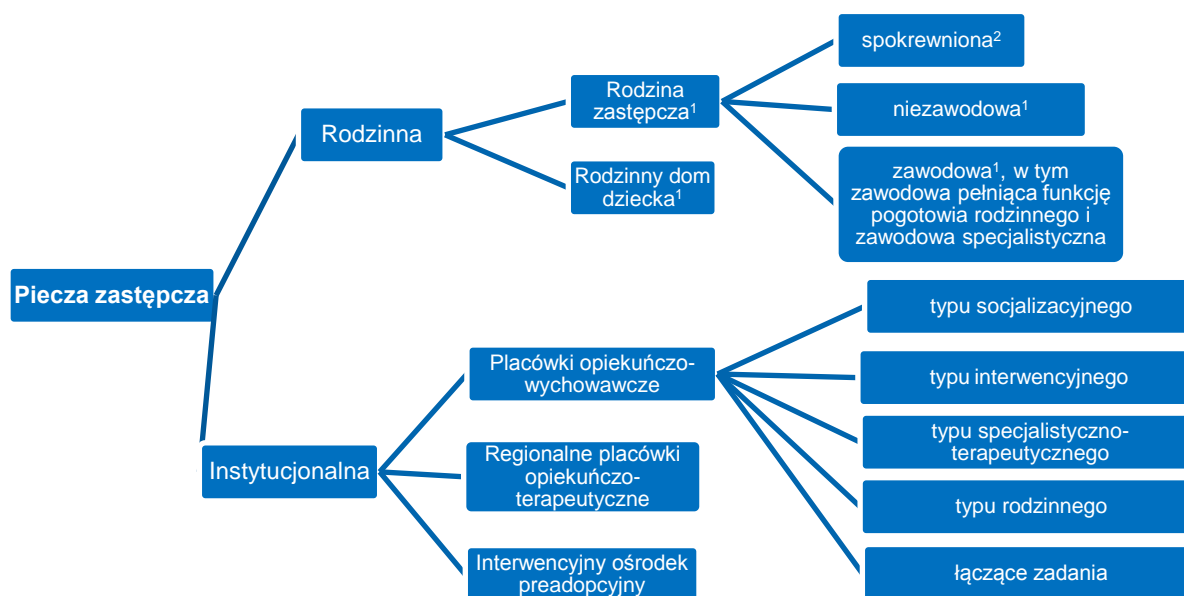 Piecza zastępcza
Rodzinna
Rodzina
zastępcza¹
spokrewniona²
niezawodowa¹
zawodowa¹, w tym
zawodowa pełniąca funkcję
pogotowia rodzinnego i
zawodowa specjalistyczna
Rodzinny dom
dziecka¹
Instytucjonalna
Placówki opiekuńczo-
wychowawcze
typu socjalizacyjnego
typu interwencyjnego
typu specjalistyczno-
terapeutycznego
typu rodzinnego
łączące zadania
Regionalne placówki
opiekuńczo-
terapeutyczne
Interwencyjny ośrodek
preadopcyjny